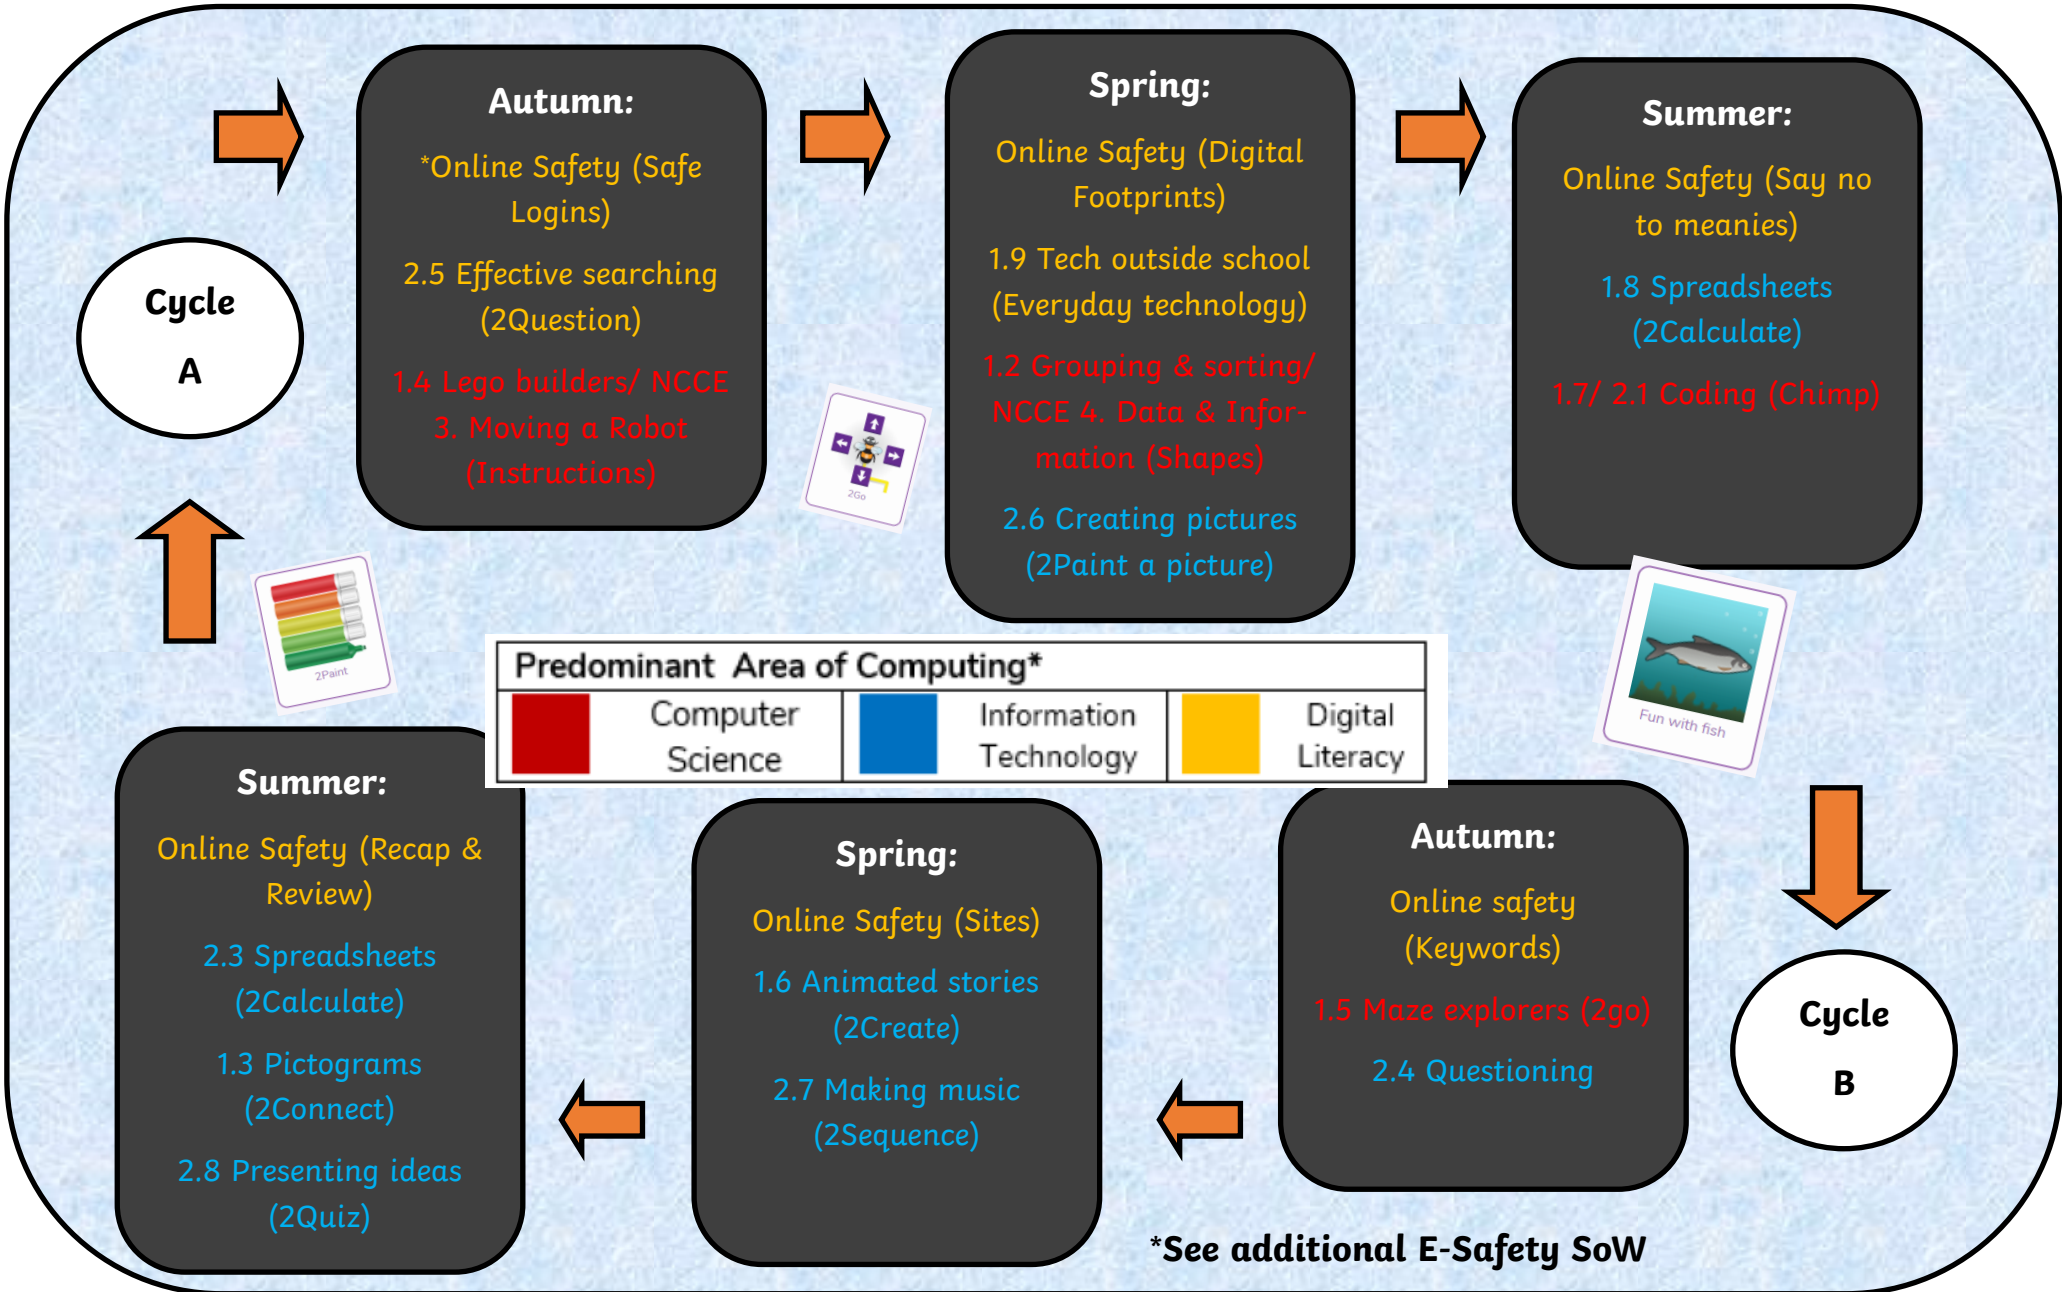 Cycle
A
Autumn:
*Online Safety (Safe
Logins)
2.5 Effective searching
(2Question)
1.4 Lego builders/ NCCE
3. Moving a Robot
(Instructions)
2Go
Spring:
Online Safety (Digital
Footprints)
1.9 Tech outside school
(Everyday technology)
1.2 Grouping & sorting/
NCCE 4. Data & Infor-
mation (Shapes)
2.6 Creating pictures
(2Paint a picture)
Summer:
Online Safety (Say no
to meanies)
1.8 Spreadsheets
(2Calculate)
1.7/ 2.1 Coding (Chimp)
Fun with fish
2Paint
Predominant Area of Computing*
Computer
Science
Information
Technology
Digital
Literacy
Cycle
B
Autumn:
Online safety
(Keywords)
1.5 Maze explorers (2go)
2.4 Questioning
Spring:
Online Safety (Sites)
1.6 Animated stories
(2Create)
2.7 Making music
(2Sequence)
Summer:
Online Safety (Recap &
Review)
2.3 Spreadsheets
(2Calculate)
1.3 Pictograms
(2Connect)
2.8 Presenting ideas
(2Quiz)
*See additional E-Safety SoW